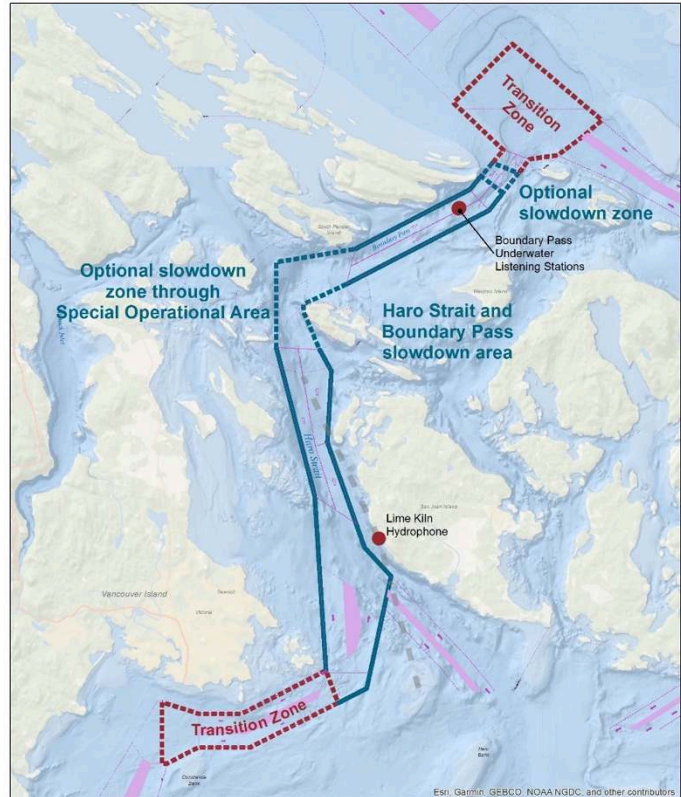 Transition
Zone
Optional
slowdown zone
Boundary Pass
Underwater
Listening Stations
Boundary Pass
Optional slowdown
zone through
Special Operational Area
Haro Strait and
Boundary Pass
slowdown area
Haro Strait
San Juan Island
Lime Kiln
Hydrophone
Vancouver Island
Victoria
Transition Zone
Constance
Bank
Esri, Garmin, GEBCO, NOAA NGDC, and other contributors